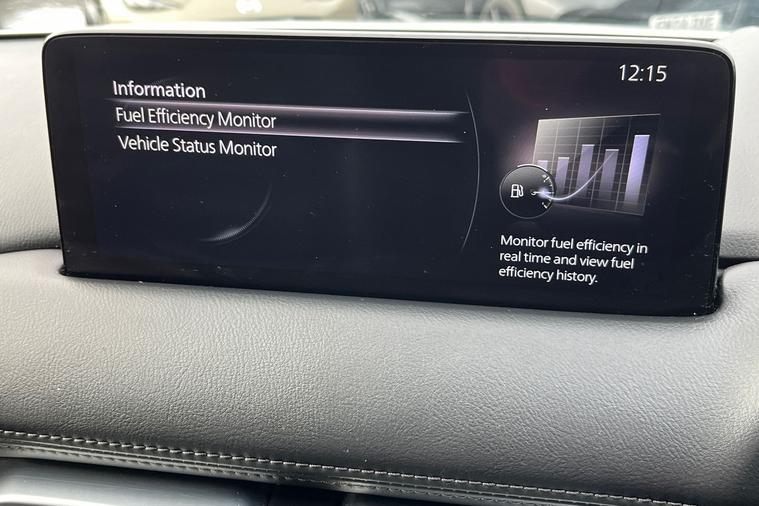 12:15
Information
Fuel Efficiency Monitor
Vehicle Status Monitor
Monitor fuel efficiency in
real time and view fuel
efficiency history.